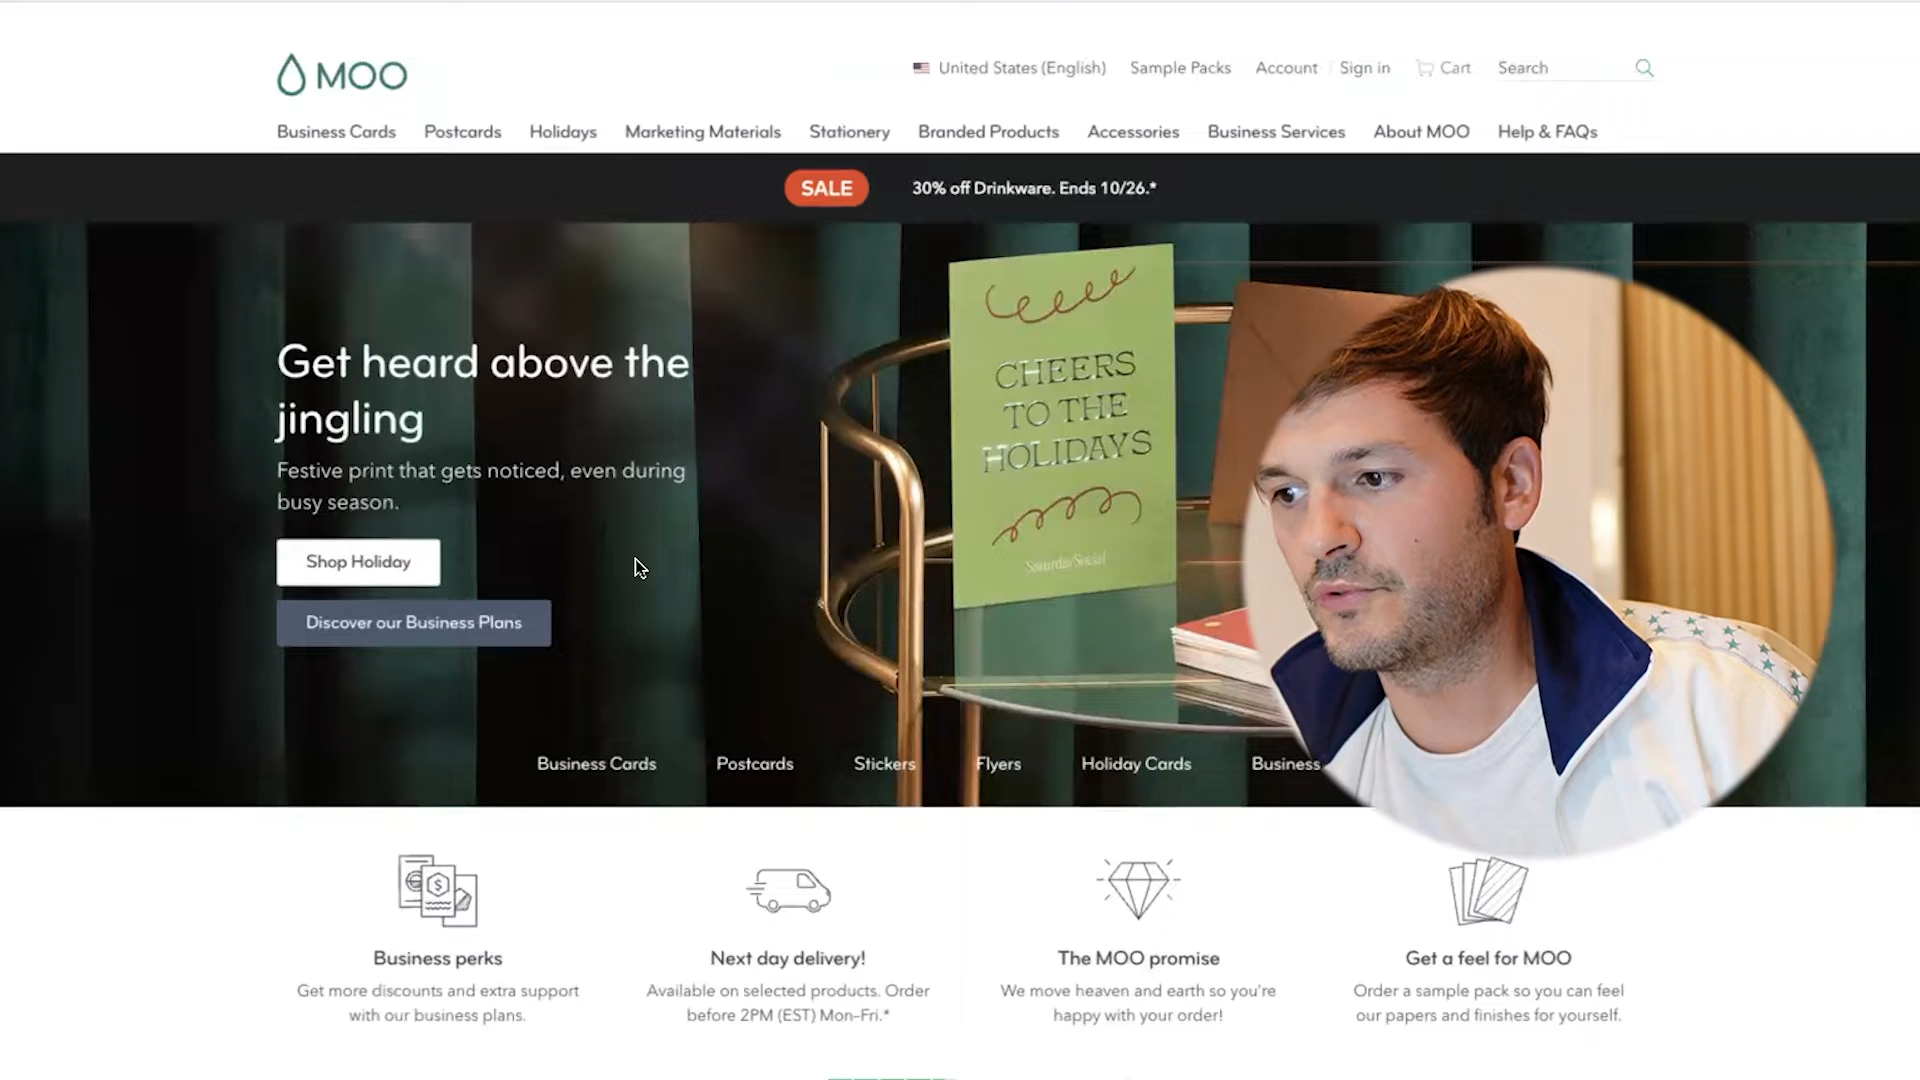 MOO
United States (English)
Sample Packs
Account
Sign in
Cart
Search
Business Cards
Postcards
Holidays
Marketing Materials
Stationery
Branded Products
Accessories
Business Services
About MOO
Help & FAQs
SALE
30% off Drinkware. Ends 10/26.*
Get heard above the
jingling
Festive print that gets noticed, even during
busy season.
Shop Holiday
Discover our Business Plans
CHEERS
TO THE
HOLIDAYS
Saturday Social
Business Cards
Postcards
Stickers
Flyers
Holiday Cards
Business
Business perks
Get more discounts and extra support
with our business plans.
Next day delivery!
Available on selected products. Order
before 2PM (EST) Mon-Fri.*
The MOO promise
We move heaven and earth so you're
happy with your order!
Get a feel for MOO
Order a sample pack so you can feel
our papers and finishes for yourself.